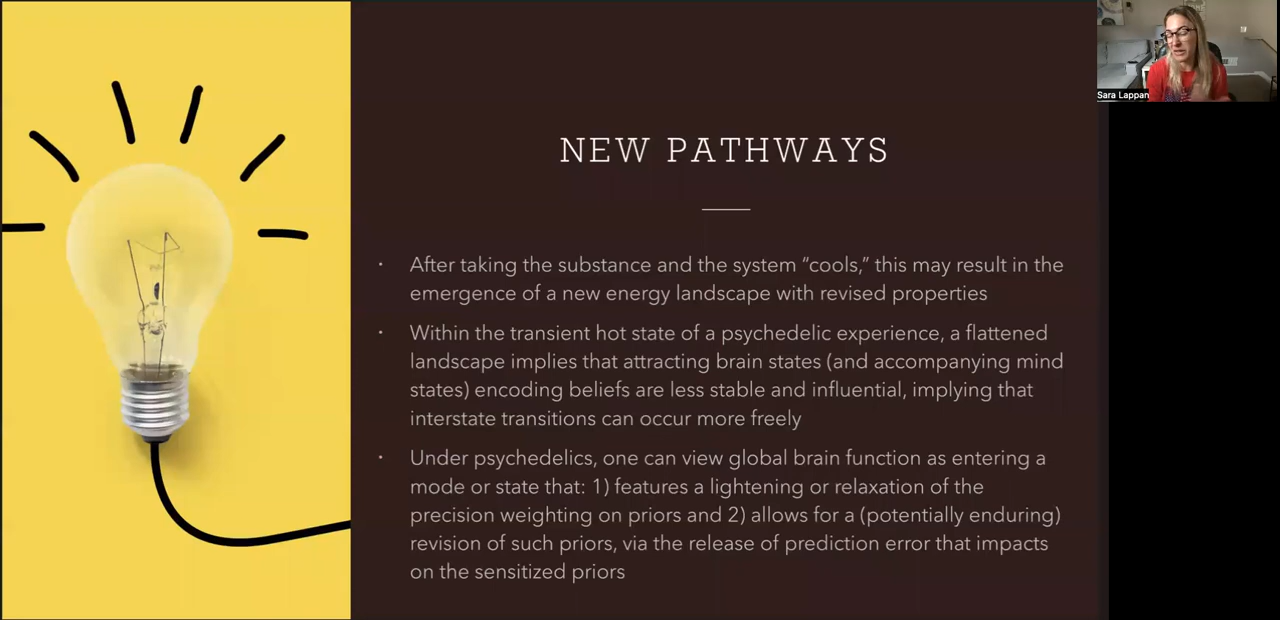 Sara Lappan
NEW PATHWAYS
· After taking the substance and the system “cools,” this may result in the
emergence of a new energy landscape with revised properties
· Within the transient hot state of a psychedelic experience, a flattened
landscape implies that attracting brain states (and accompanying mind
states) encoding beliefs are less stable and influential, implying that
interstate transitions can occur more freely
· Under psychedelics, one can view global brain function as entering a
mode or state that: 1) features a lightening or relaxation of the
precision weighting on priors and 2) allows for a (potentially enduring)
revision of such priors, via the release of prediction error that impacts
on the sensitized priors